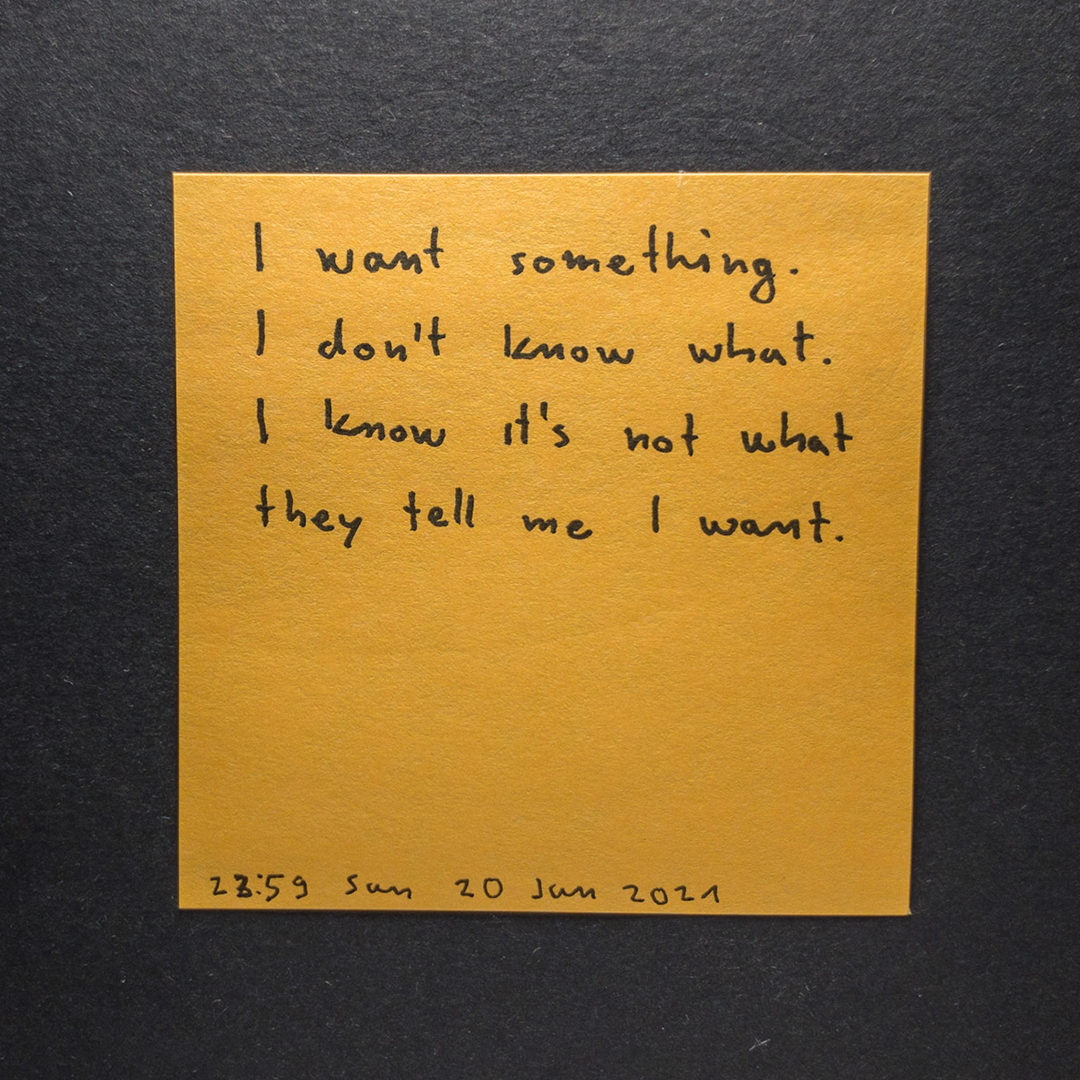 I want something.
I don't know what.
I know it's not what
they tell me I want.
23:59 Sun 20 Jun 2021